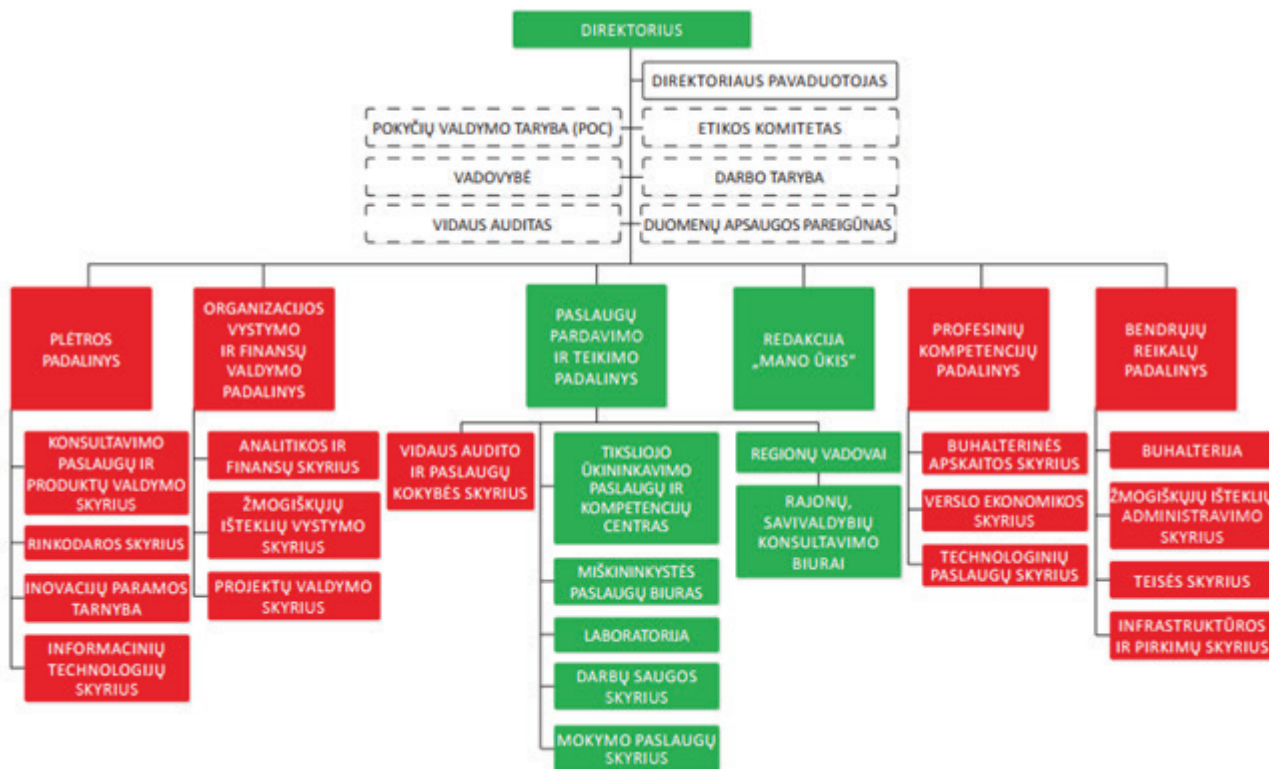 DIREKTORIUS
DIREKTORIAUS PAVADUOTOJAS
POKYČIŲ VALDYMO TARYBA (POC)
ETIKOS KOMITETAS
VADOVYBĖ
DARBO TARYBA
VIDAUS AUDITAS
DUOMENŲ APSAUGOS PAREIGŪNAS
PLĖTROS
PADALINYS
ORGANIZACIJOS
VYSTYMO
IR FINANSŲ
VALDYMO
PADALINYS
PASLAUGŲ
PARDAVIMO
IR TEIKIMO
PADALINYS
REDAKCIJA
„MANO ŪKIS“
PROFESINIŲ
KOMPETENCIJŲ
PADALINYS
BENDRŲJŲ
REIKALŲ
PADALINYS
KONSULTAVIMO
PASLAUGŲ IR
PRODUKTŲ VALDYMO
SKYRIUS
RINKODAROS SKYRIUS
INOVACIJŲ PARAMOS
TARNYBA
INFORMACINIŲ
TECHNOLOGIJŲ
SKYRIUS
ANALITIKOS IR
FINANSŲ SKYRIUS
ŽMOGIŠKŲJŲ
IŠTEKLIŲ VYSTYMO
SKYRIUS
PROJEKTŲ VALDYMO
SKYRIUS
VIDAUS AUDITO
IR PASLAUGŲ
KOKYBĖS SKYRIUS
TIKSLIOJO
ŪKININKAVIMO
PASLAUGŲ IR
KOMPETENCIJŲ
CENTRAS
MIŠKININKYSTĖS
PASLAUGŲ BIURAS
LABORATORIJA
DARBŲ SAUGOS
SKYRIUS
MOKYMO PASLAUGŲ
SKYRIUS
REGIONŲ VADOVAI
RAJONŲ,
SAVIVALDYBIŲ
KONSULTAVIMO
BIURAI
BUHALTERINĖS
APSKAITOS SKYRIUS
VERSLO EKONOMIKOS
SKYRIUS
TECHNOLOGINIŲ
PASLAUGŲ SKYRIUS
BUHALTERIJA
ŽMOGIŠKŲJŲ IŠTEKLIŲ
ADMINISTRAVIMO
SKYRIUS
TEISĖS SKYRIUS
INFRASTRUKTŪROS
IR PIRKIMŲ SKYRIUS